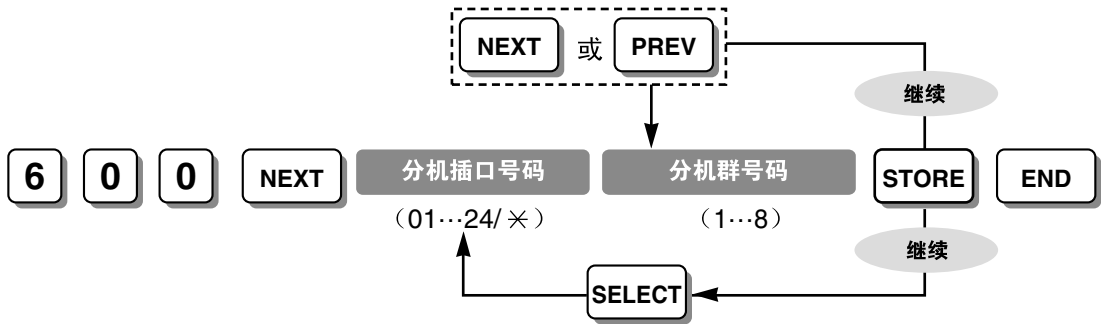 NEXT 或 PREV
继续
6 0 0 NEXT 分机插口号码 分机群号码 STORE END
(01…24/✳) (1…8)
继续
SELECT